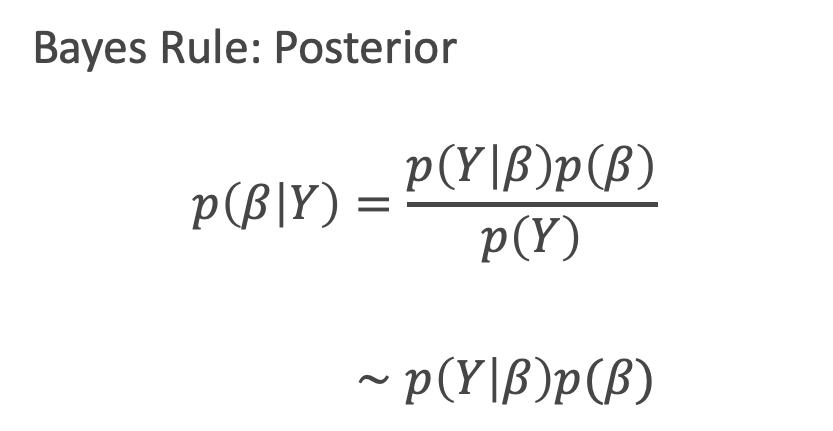 Bayes Rule: Posterior
p(β|Y) = p(Y|β)p(β) / p(Y)
~ p(Y|β)p(β)